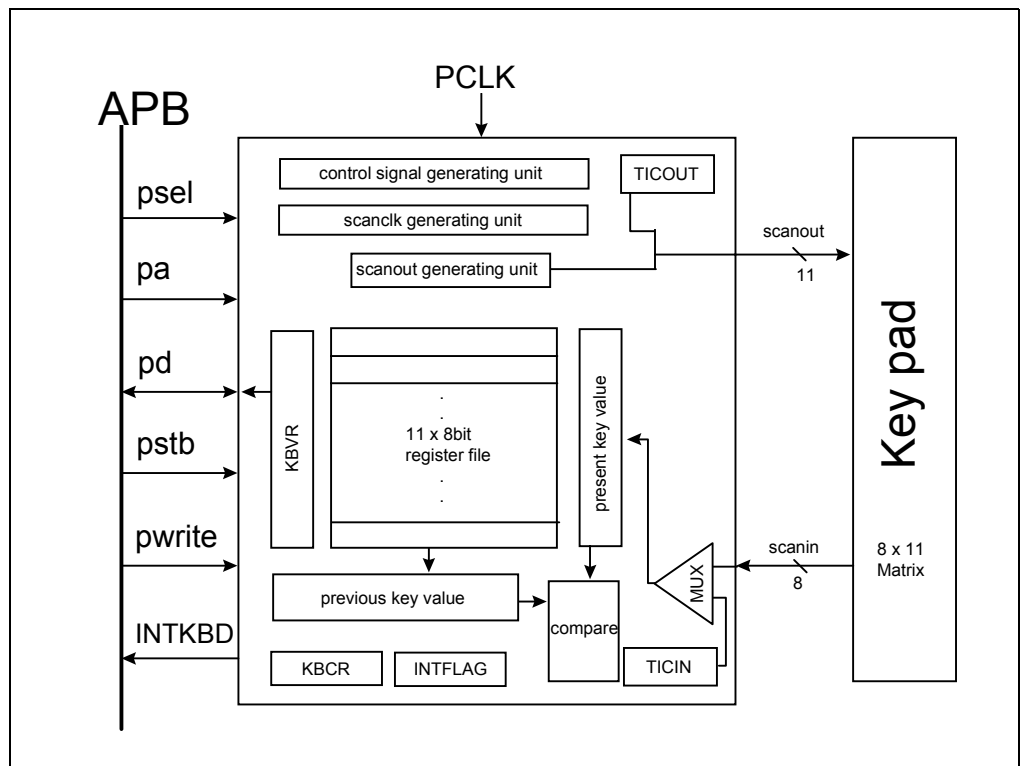 PCLK
APB
psel
pa
pd
pstb
pwrite
INTKBD
control signal generating unit
TICOUT
scanclk generating unit
scanout generating unit
scanout
11
KBVR
.
.
11 x 8bit
register file
.
.
present key value
previous key value
compare
MUX
KBCR
INTFLAG
TICIN
scanin
8
Key pad
8 x 11
Matrix